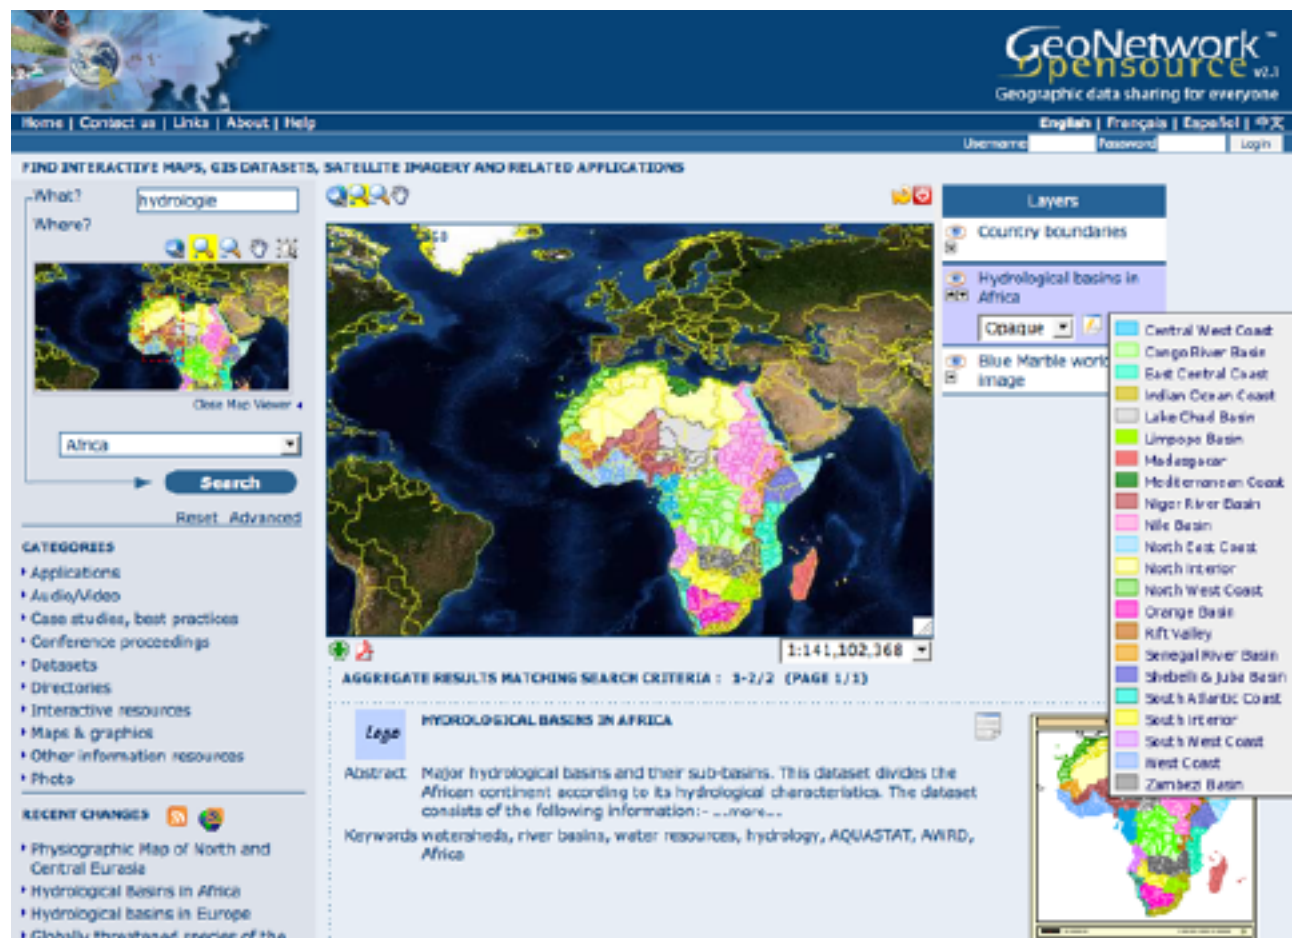 GeoNetwork™
Opensource v2.1
Geographic data sharing for everyone
Home | Contact us | Links | About | Help
English | Français | Español | 中文
Username
Password
Login
FIND INTERACTIVE MAPS, GIS DATASETS, SATELLITE IMAGERY AND RELATED APPLICATIONS
What?
hydrologie
Where?
Close Map Viewer
Africa
Search
Reset Advanced
CATEGORIES
Applications
Audio/Video
Case studies, best practices
Conference proceedings
Datasets
Directories
Interactive resources
Maps & graphics
Other information resources
Photo
RECENT CHANGES
Physiographic Map of North and
Central Eurasia
Hydrological Basins in Africa
Hydrological basins in Europe
Globally threatened species of the
1:141,102,368
Layers
Country boundaries
Hydrological basins in
Africa
Opaque
Blue Marble world
image
Central West Coast
Congo River Basin
East Central Coast
Indian Ocean Coast
Lake Chad Basin
Limpopo Basin
Madasgacar
Mediterranean Coast
Niger River Basin
Nile Basin
North East Coast
North Interior
North West Coast
Orange Basin
Rift Valley
Senegal River Basin
Shebelli & Juba Basin
South Atlantic Coast
South Interior
South West Coast
West Coast
Zambezi Basin
AGGREGATE RESULTS MATCHING SEARCH CRITERIA : 1-2/2 (PAGE 1/1)
Logo
HYDROLOGICAL BASINS IN AFRICA
Abstract Major hydrological basins and their sub-basins. This dataset divides the
African continent according to its hydrological characteristics. The dataset
consists of the following information:- ...more...
Keywords watersheds, river basins, water resources, hydrology, AQUASTAT, AWRD,
Africa